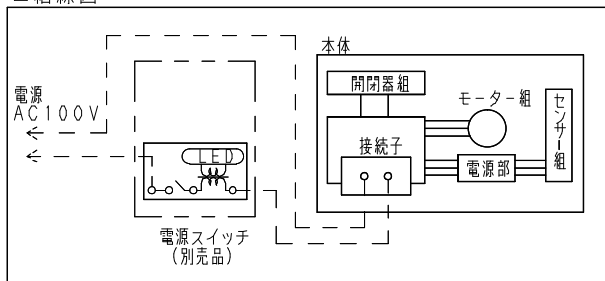 結線図
本体
開閉器組
モーター組
センサー組
電源
AC100V
接続子
LED
電源部
電源スイッチ
(別売品)